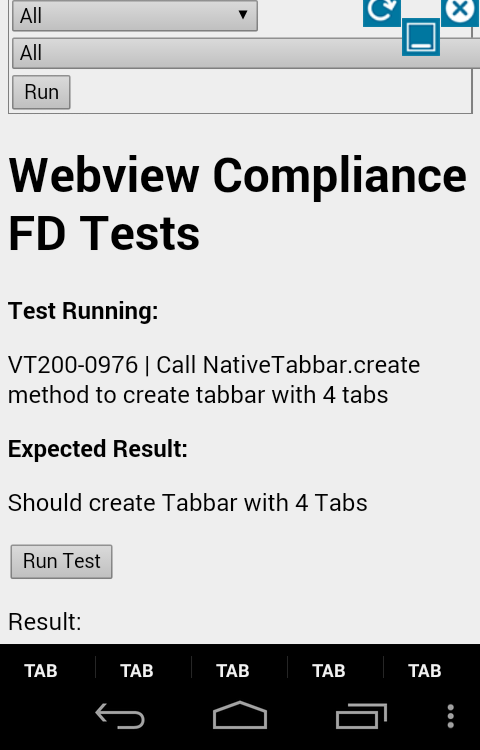 All
All
Run
Webview Compliance
FD Tests
Test Running:
VT200-0976 | Call NativeTabbar.create
method to create tabbar with 4 tabs
Expected Result:
Should create Tabbar with 4 Tabs
Run Test
Result:
TAB TAB TAB TAB TAB